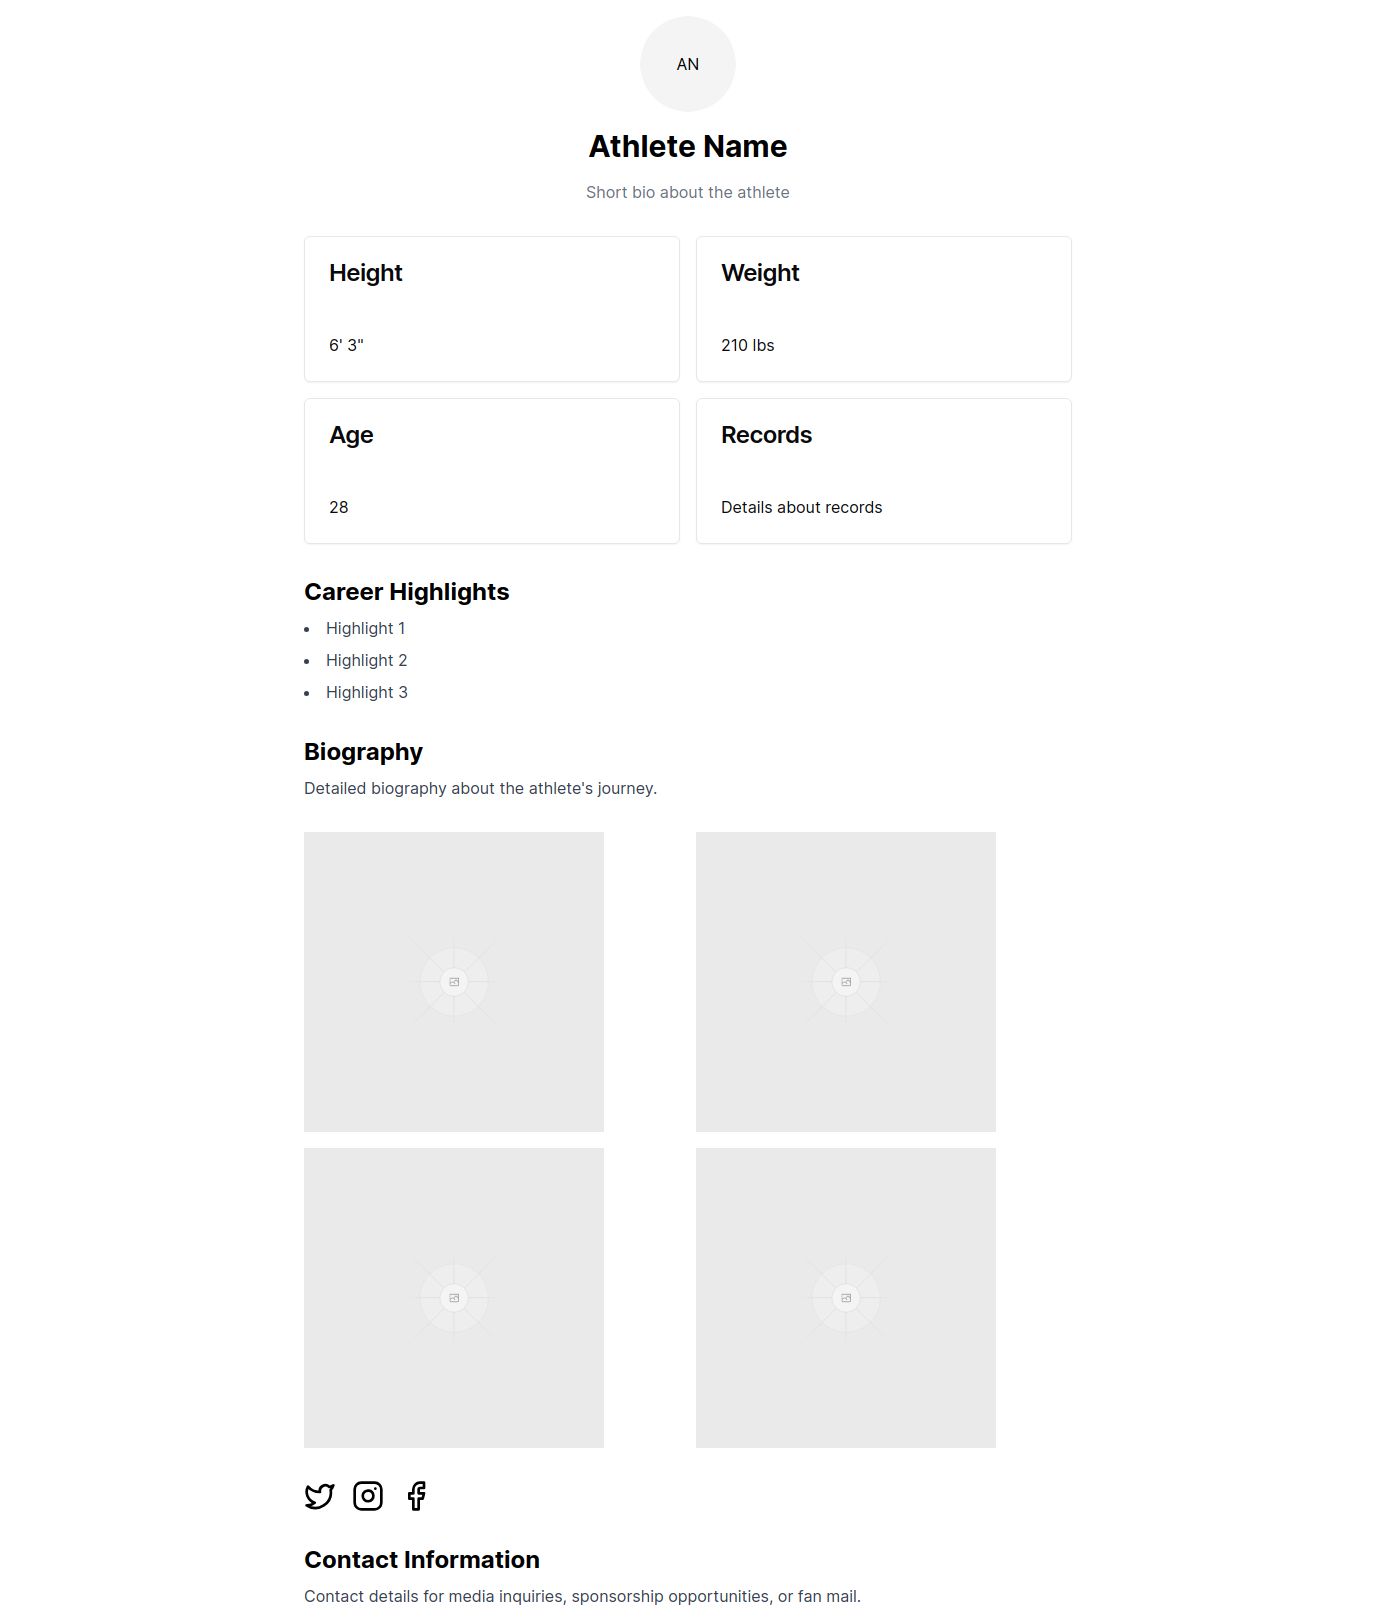 AN
Athlete Name
Short bio about the athlete
Height
6' 3"
Weight
210 lbs
Age
28
Records
Details about records
Career Highlights
• Highlight 1
• Highlight 2
• Highlight 3
Biography
Detailed biography about the athlete's journey.
Contact Information
Contact details for media inquiries, sponsorship opportunities, or fan mail.